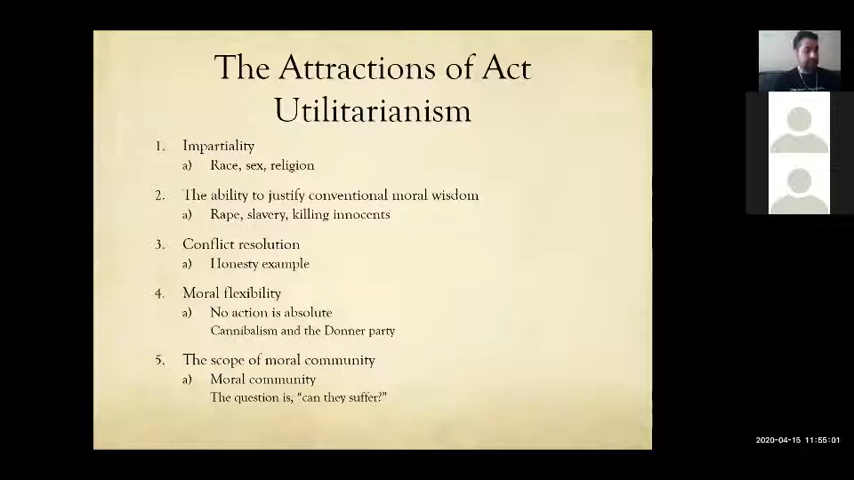 The Attractions of Act
Utilitarianism
1. Impartiality
a) Race, sex, religion
2. The ability to justify conventional moral wisdom
a) Rape, slavery, killing innocents
3. Conflict resolution
a) Honesty example
4. Moral flexibility
a) No action is absolute
Cannibalism and the Donner party
5. The scope of moral community
a) Moral community
The question is, “can they suffer?”
2020-04-15 11:55:01